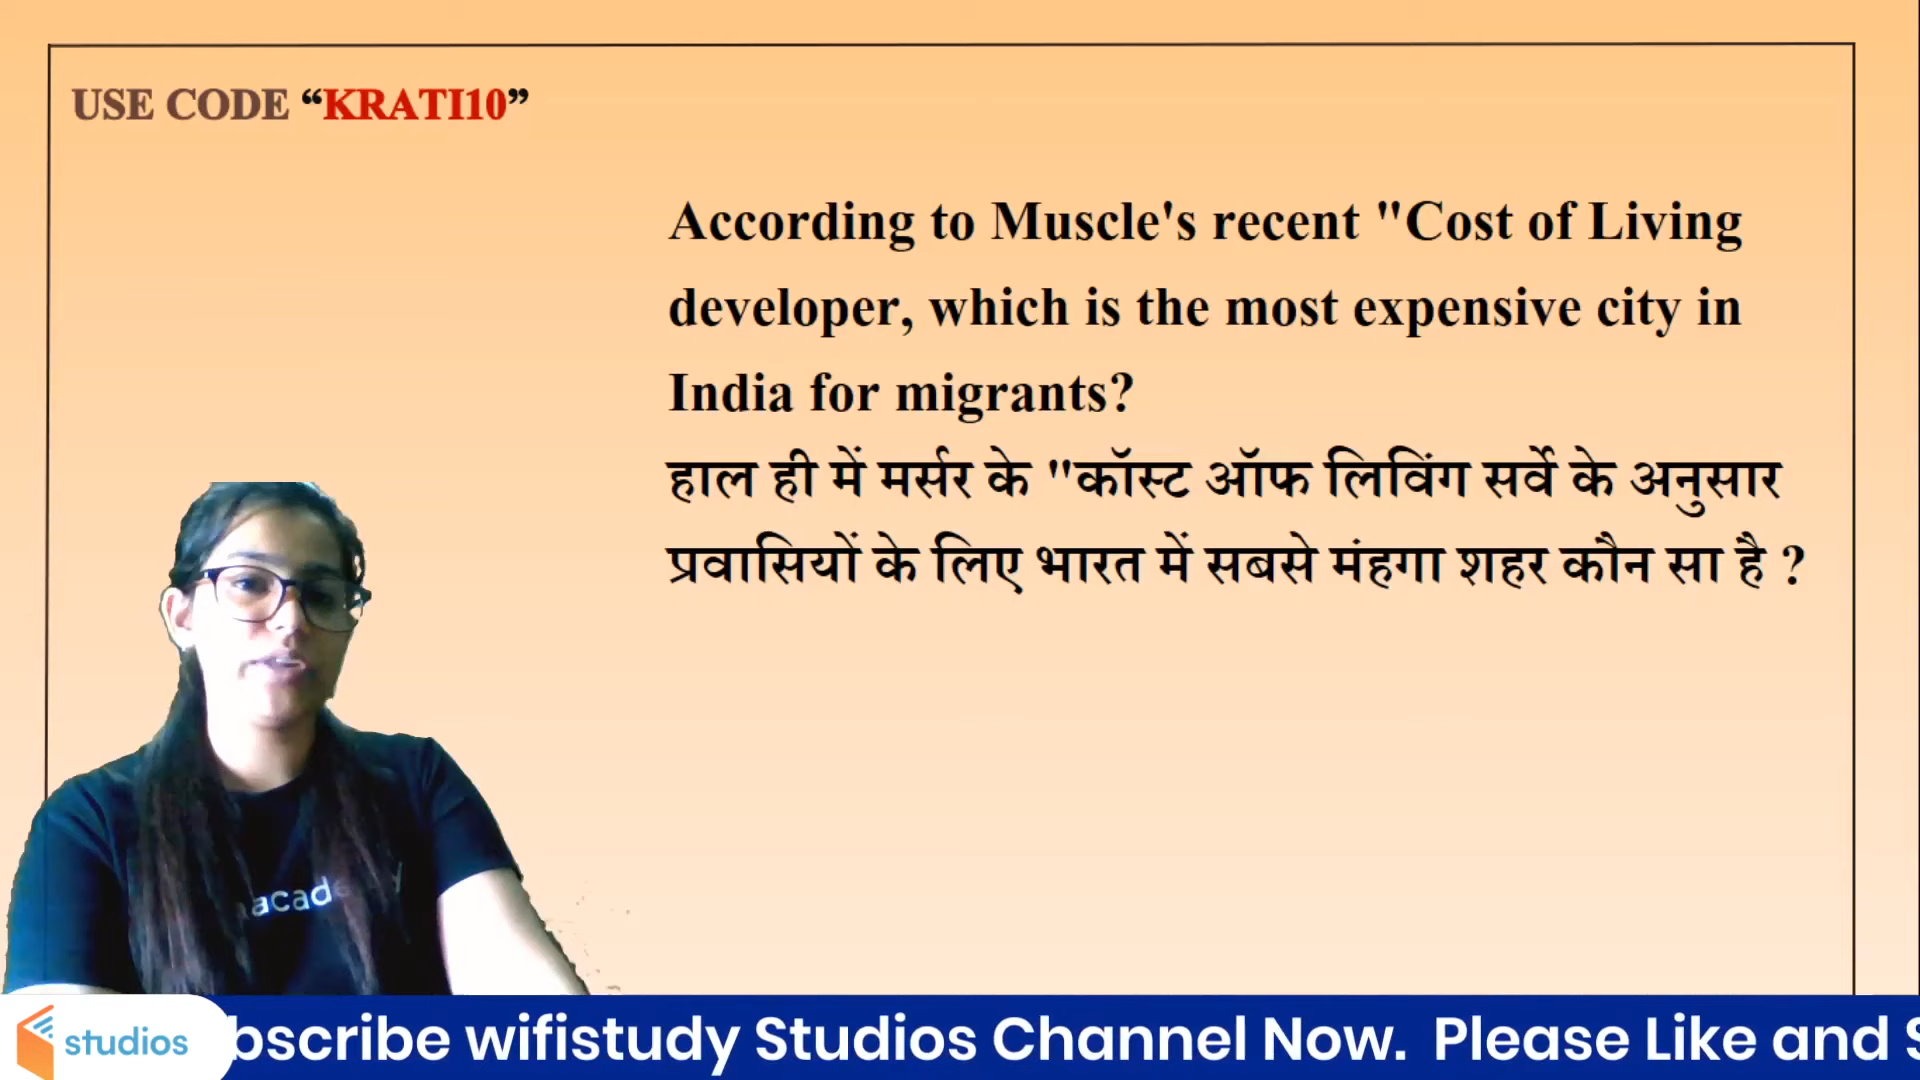 USE CODE “KRATI10”
According to Muscle's recent "Cost of Living
developer, which is the most expensive city in
India for migrants?
हाल ही में मर्सर के "कॉस्ट ऑफ लिविंग सर्वे के अनुसार
प्रवासियों के लिए भारत में सबसे मंहगा शहर कौन सा है ?
acad
studios
bscribe wifistudy Studios Channel Now. Please Like and S